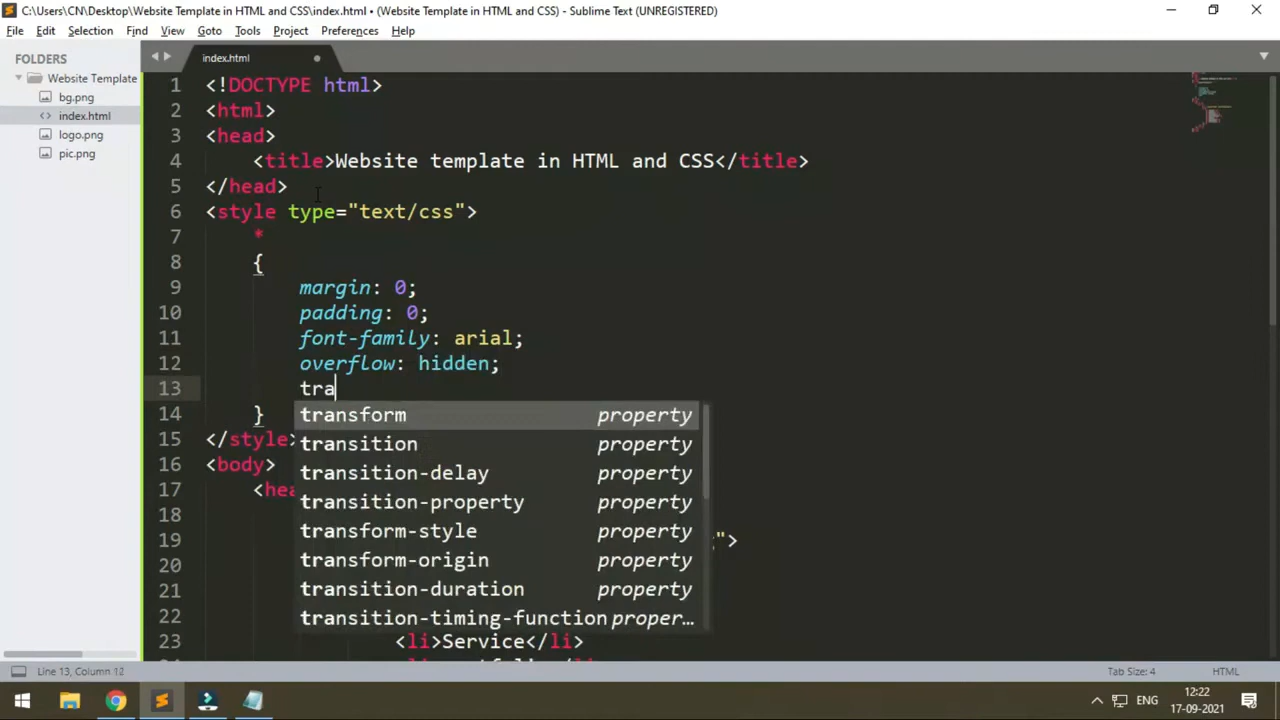 C:\Users\CN\Desktop\Website Template in HTML and CSS\index.html • (Website Template in HTML and CSS) - Sublime Text (UNREGISTERED)
File Edit Selection Find View Goto Tools Project Preferences Help
FOLDERS
Website Template
bg.png
index.html
logo.png
pic.png
index.html
1 <!DOCTYPE html>
2 <html>
3 <head>
4 <title>Website template in HTML and CSS</title>
5 </head>
6 <style type="text/css">
7 *
8 {
9 margin: 0;
10 padding: 0;
11 font-family: arial;
12 overflow: hidden;
13 tra
14 }
transform property
15 </style>
transition property
16 <body>
transition-delay property
17 <hea
transition-property property
18
transform-style property
19 ">
20
transform-origin property
21
transition-duration property
22
transition-timing-function proper…
23 <li>Service</li>
Line 13, Column 12
Tab Size: 4
HTML
ENG
12:22
17-09-2021